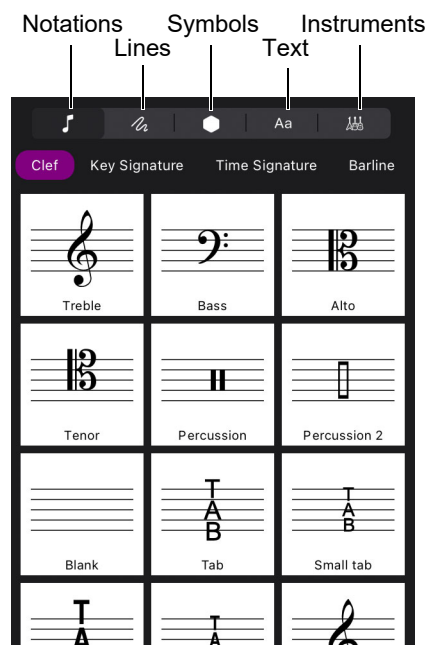 Notations Symbols Instruments
Lines Text
Aa
Clef Key Signature Time Signature Barline
Treble Bass Alto
Tenor Percussion Percussion 2
T
A
B
T
A
B
Blank Tab Small tab
T
A
T
A